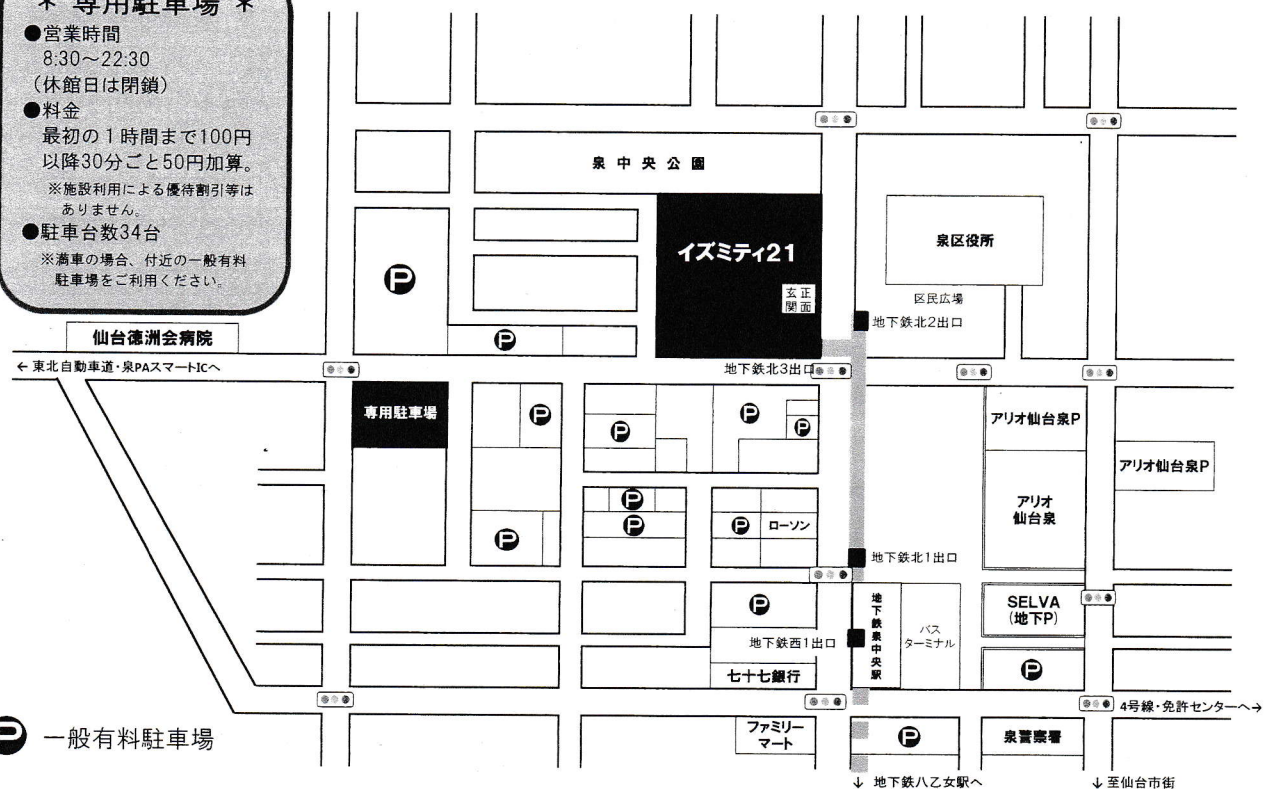 * 専用駐車場 *
●営業時間
8:30～22:30
（休館日は閉鎖）
●料金
最初の１時間まで100円
以降30分ごと50円加算。
※施設利用による優待割引等は
ありません。
●駐車台数34台
※満車の場合、付近の一般有料
駐車場をご利用ください。
泉中央公園
イズミティ21
玄正
関面
泉区役所
区民広場
地下鉄北2出口
P
P
仙台徳洲会病院
←東北自動車道・泉PAスマートICへ
地下鉄北3出口
専用駐車場
P
P
P
P
アリオ仙台泉P
アリオ仙台泉P
アリオ
仙台泉
P
P
P
P
ローソン
地下鉄北1出口
P
地下鉄西1出口
七十七銀行
地下鉄泉中央駅
バス
ターミナル
SELVA
(地下P)
P
4号線・免許センターへ→
P 一般有料駐車場
ファミリー
マート
P
泉警察署
↓ 地下鉄八乙女駅へ
↓至仙台市街